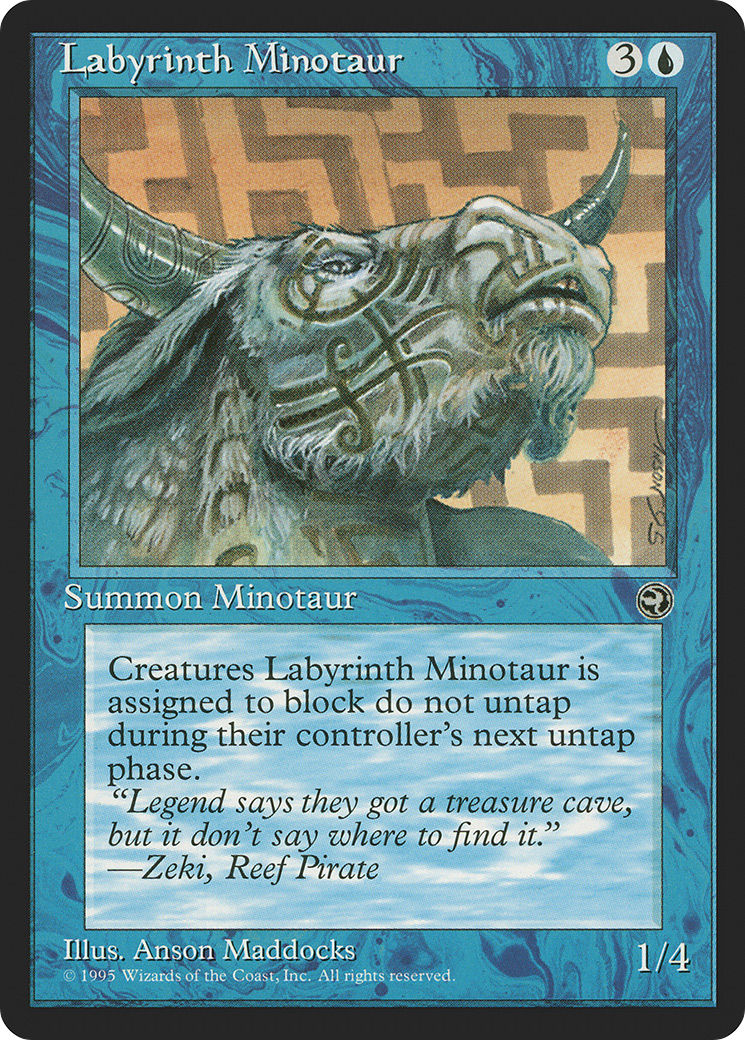 Labyrinth Minotaur 3
Summon Minotaur
Creatures Labyrinth Minotaur is
assigned to block do not untap
during their controller's next untap
phase.
"Legend says they got a treasure cave,
but it don't say where to find it."
—Zeki, Reef Pirate
Illus. Anson Maddocks
© 1995 Wizards of the Coast, Inc. All rights reserved.
1/4